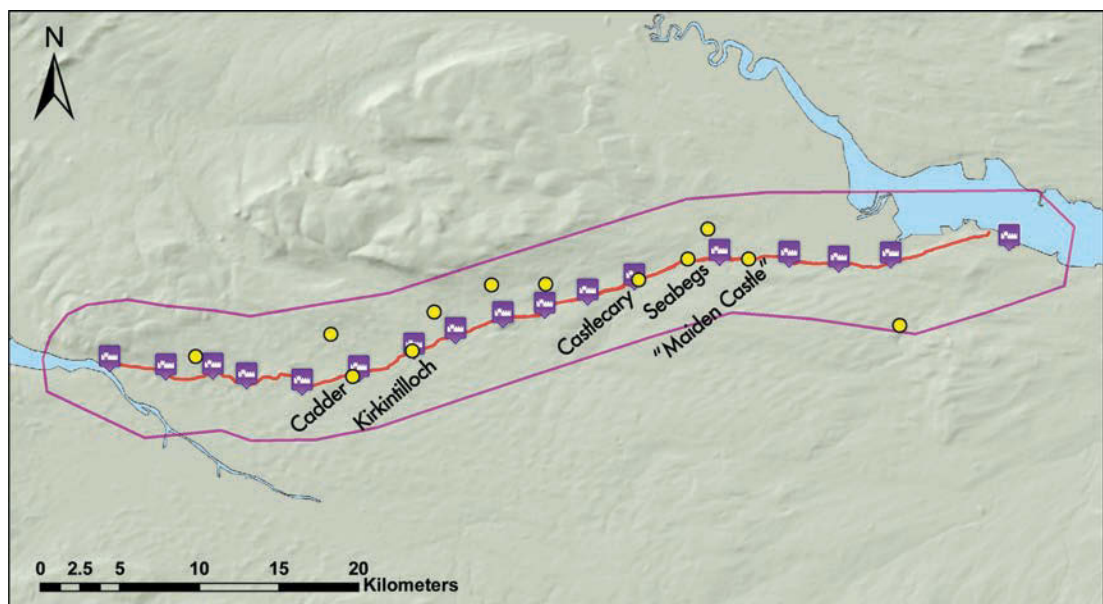 N
Cadder
Kirkintilloch
Castlecary
Seabegs
"Maiden Castle"
0 2.5 5 10 15 20
Kilometers